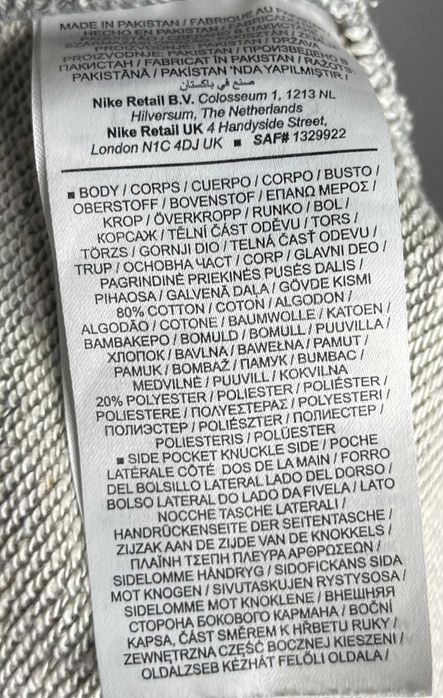 MADE IN PAKISTAN / FABRIQUÉ AU
HECHO EN PAKISTÁN /
PROIZVODNJE: PAKISTAN / PROIZVEDENO В
ПАКИСТАН / FABRICAT ÎN PAKISTAN /
PAKISTĀNĀ / PAKİSTAN 'NDA YAPILMIŞTIR /
صنع في باكستان
Nike Retail B.V. Colosseum 1, 1213 NL
Hilversum, The Netherlands
Nike Retail UK 4 Handyside Street,
London N1C 4DJ UK ■ SAF# 1329922
■ BODY / CORPS / CUERPO / CORPO / BUSTO /
OBERSTOFF / BOVENSTOF / ΕΠΑΝΩ ΜΕΡΟΣ /
KROP / ÖVERKROPP / RUNKO / BOL /
КОРСАЖ / TĚLNÍ ČÁST ODĚVU / TORS /
TÖRZS / GORNJI DIO / TELNÁ ČASŤ ODEVU /
TRUP / ОСНОВНА ЧАСТ / CORP / GLAVNI DEO /
PAGRINDINĖ PRIEKINĖS PUSĖS DALIS /
PIHAOSA / GALVENĀ DAĻA / GÖVDE KISMI
80% COTTON / COTON / ALGODÓN /
ALGODÃO / COTONE / BAUMWOLLE / KATOEN /
ΒΑΜΒΑΚΕΡΟ / BOMULD / BOMULL / PUUVILLA /
ХЛОПОК / BAVLNA / BAWEŁNA / PAMUT /
PAMUK / BOMBAŽ / ПАМУК / BUMBAC /
MEDVILNĖ / PUUVILL / KOKVILNA
20% POLYESTER / POLIÉSTER /
POLIESTERE / ΠΟΛΥΕΣΤΕΡΑΣ / POLYESTERI /
ПОЛИЭСТЕР / POLIÉSZTER / ПОЛИЕСТЕР /
POLIESTERIS / POLÜESTER
■ SIDE POCKET KNUCKLE SIDE / POCHE
LATÉRALE CÔTÉ DOS DE LA MAIN / FORRO
DEL BOLSILLO LATERAL LADO DEL DORSO /
BOLSO LATERAL DO LADO DA FIVELA / LATO
NOCCHE TASCHE LATERALI /
HANDRÜCKENSEITE DER SEITENTASCHE /
ZIJZAK AAN DE ZIJDE VAN DE KNOKKELS /
ΠΛΑΪΝΗ ΤΣΕΠΗ ΠΛΕΥΡΑ ΑΡΘΡΩΣΕΩΝ /
SIDELOMME HÅNDRYG / SIDOFICKANS SIDA
MOT KNOGEN / SIVUTASKUJEN RYSTYSOSA /
SIDELOMME MOT KNOKLENE / ВНЕШНЯЯ
СТОРОНА БОКОВОГО КАРМАНА / BOČNÍ
KAPSA, ČÁST SMĚREM K HŘBETU RUKY /
ZEWNĘTRZNA CZĘŚĆ BOCZNEJ KIESZENI /
OLDALZSEB KÉZHÁT FELŐLI OLDALA /